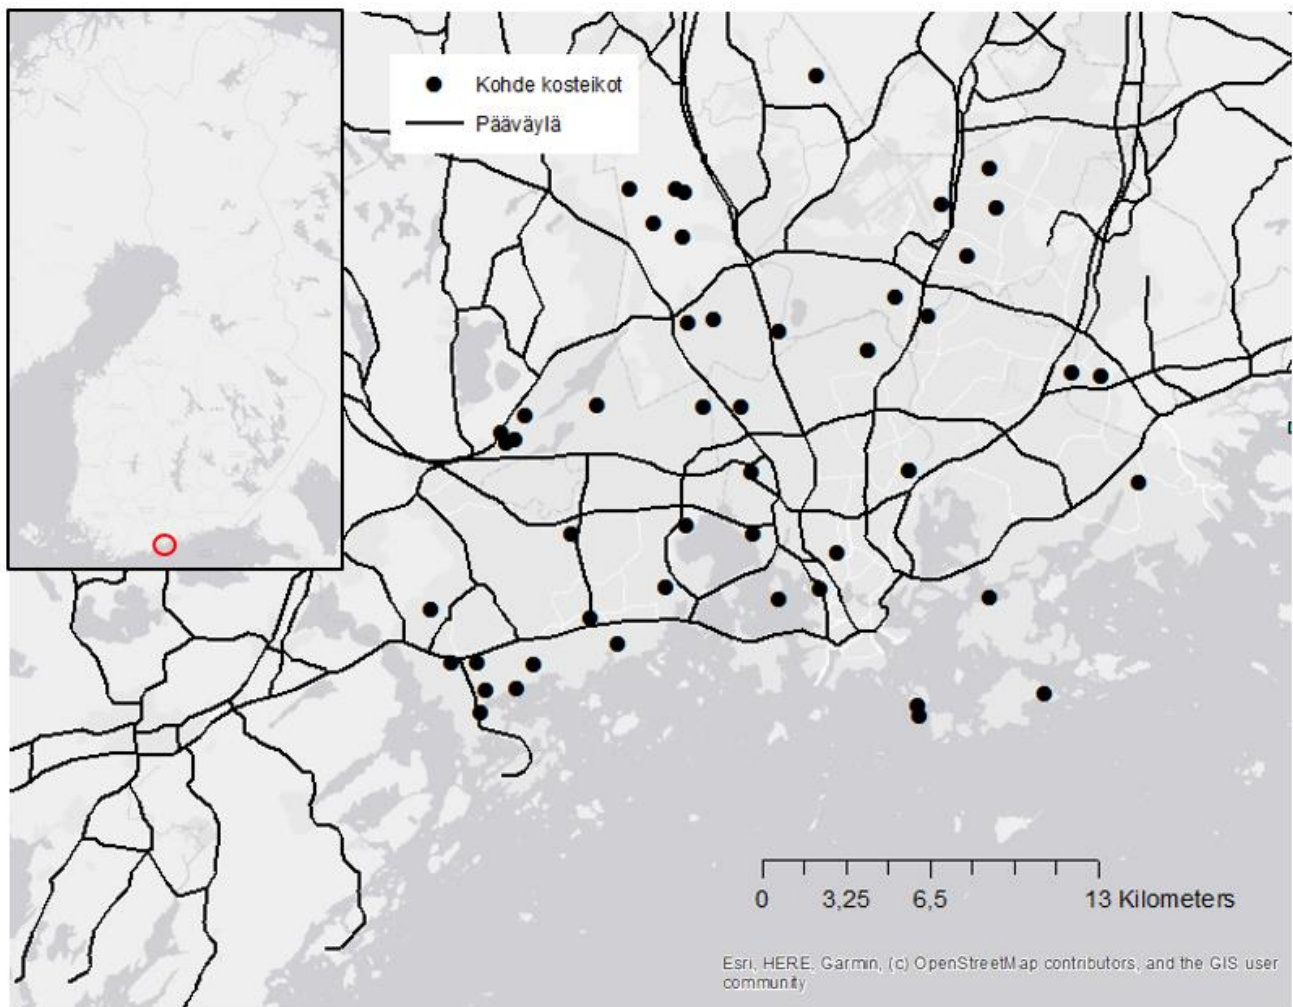 Kohde kosteikot
Pääväylä
0 3,25 6,5 13 Kilometers
Esri, HERE, Garmin, (c) OpenStreetMap contributors, and the GIS user
community